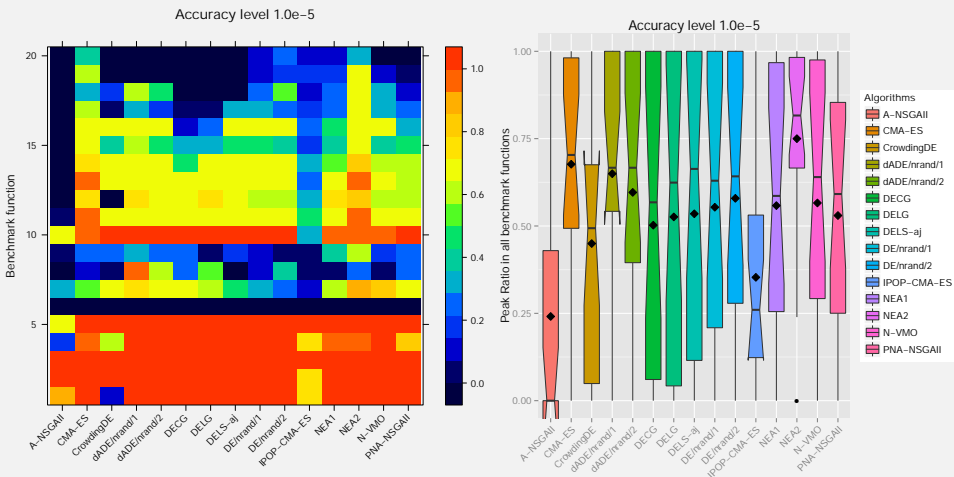 Accuracy level 1.0e−5
20
15
10
5
Benchmark function
A−NSGAII
CMA−ES
CrowdingDE
dADE/nrand/1
dADE/nrand/2
DECG
DELG
DELS−aj
DE/nrand/1
DE/nrand/2
IPOP−CMA−ES
NEA1
NEA2
N−VMO
PNA−NSGAII
1.0
0.8
0.6
0.4
0.2
0.0
Accuracy level 1.0e−5
1.00
0.75
0.50
0.25
0.00
Peak Ratio in all benchmark functions
A−NSGAII
CMA−ES
CrowdingDE
dADE/nrand/1
dADE/nrand/2
DECG
DELG
DELS−aj
DE/nrand/1
DE/nrand/2
IPOP−CMA−ES
NEA1
NEA2
N−VMO
PNA−NSGAII
Algorithms
A−NSGAII
CMA−ES
CrowdingDE
dADE/nrand/1
dADE/nrand/2
DECG
DELG
DELS−aj
DE/nrand/1
DE/nrand/2
IPOP−CMA−ES
NEA1
NEA2
N−VMO
PNA−NSGAII